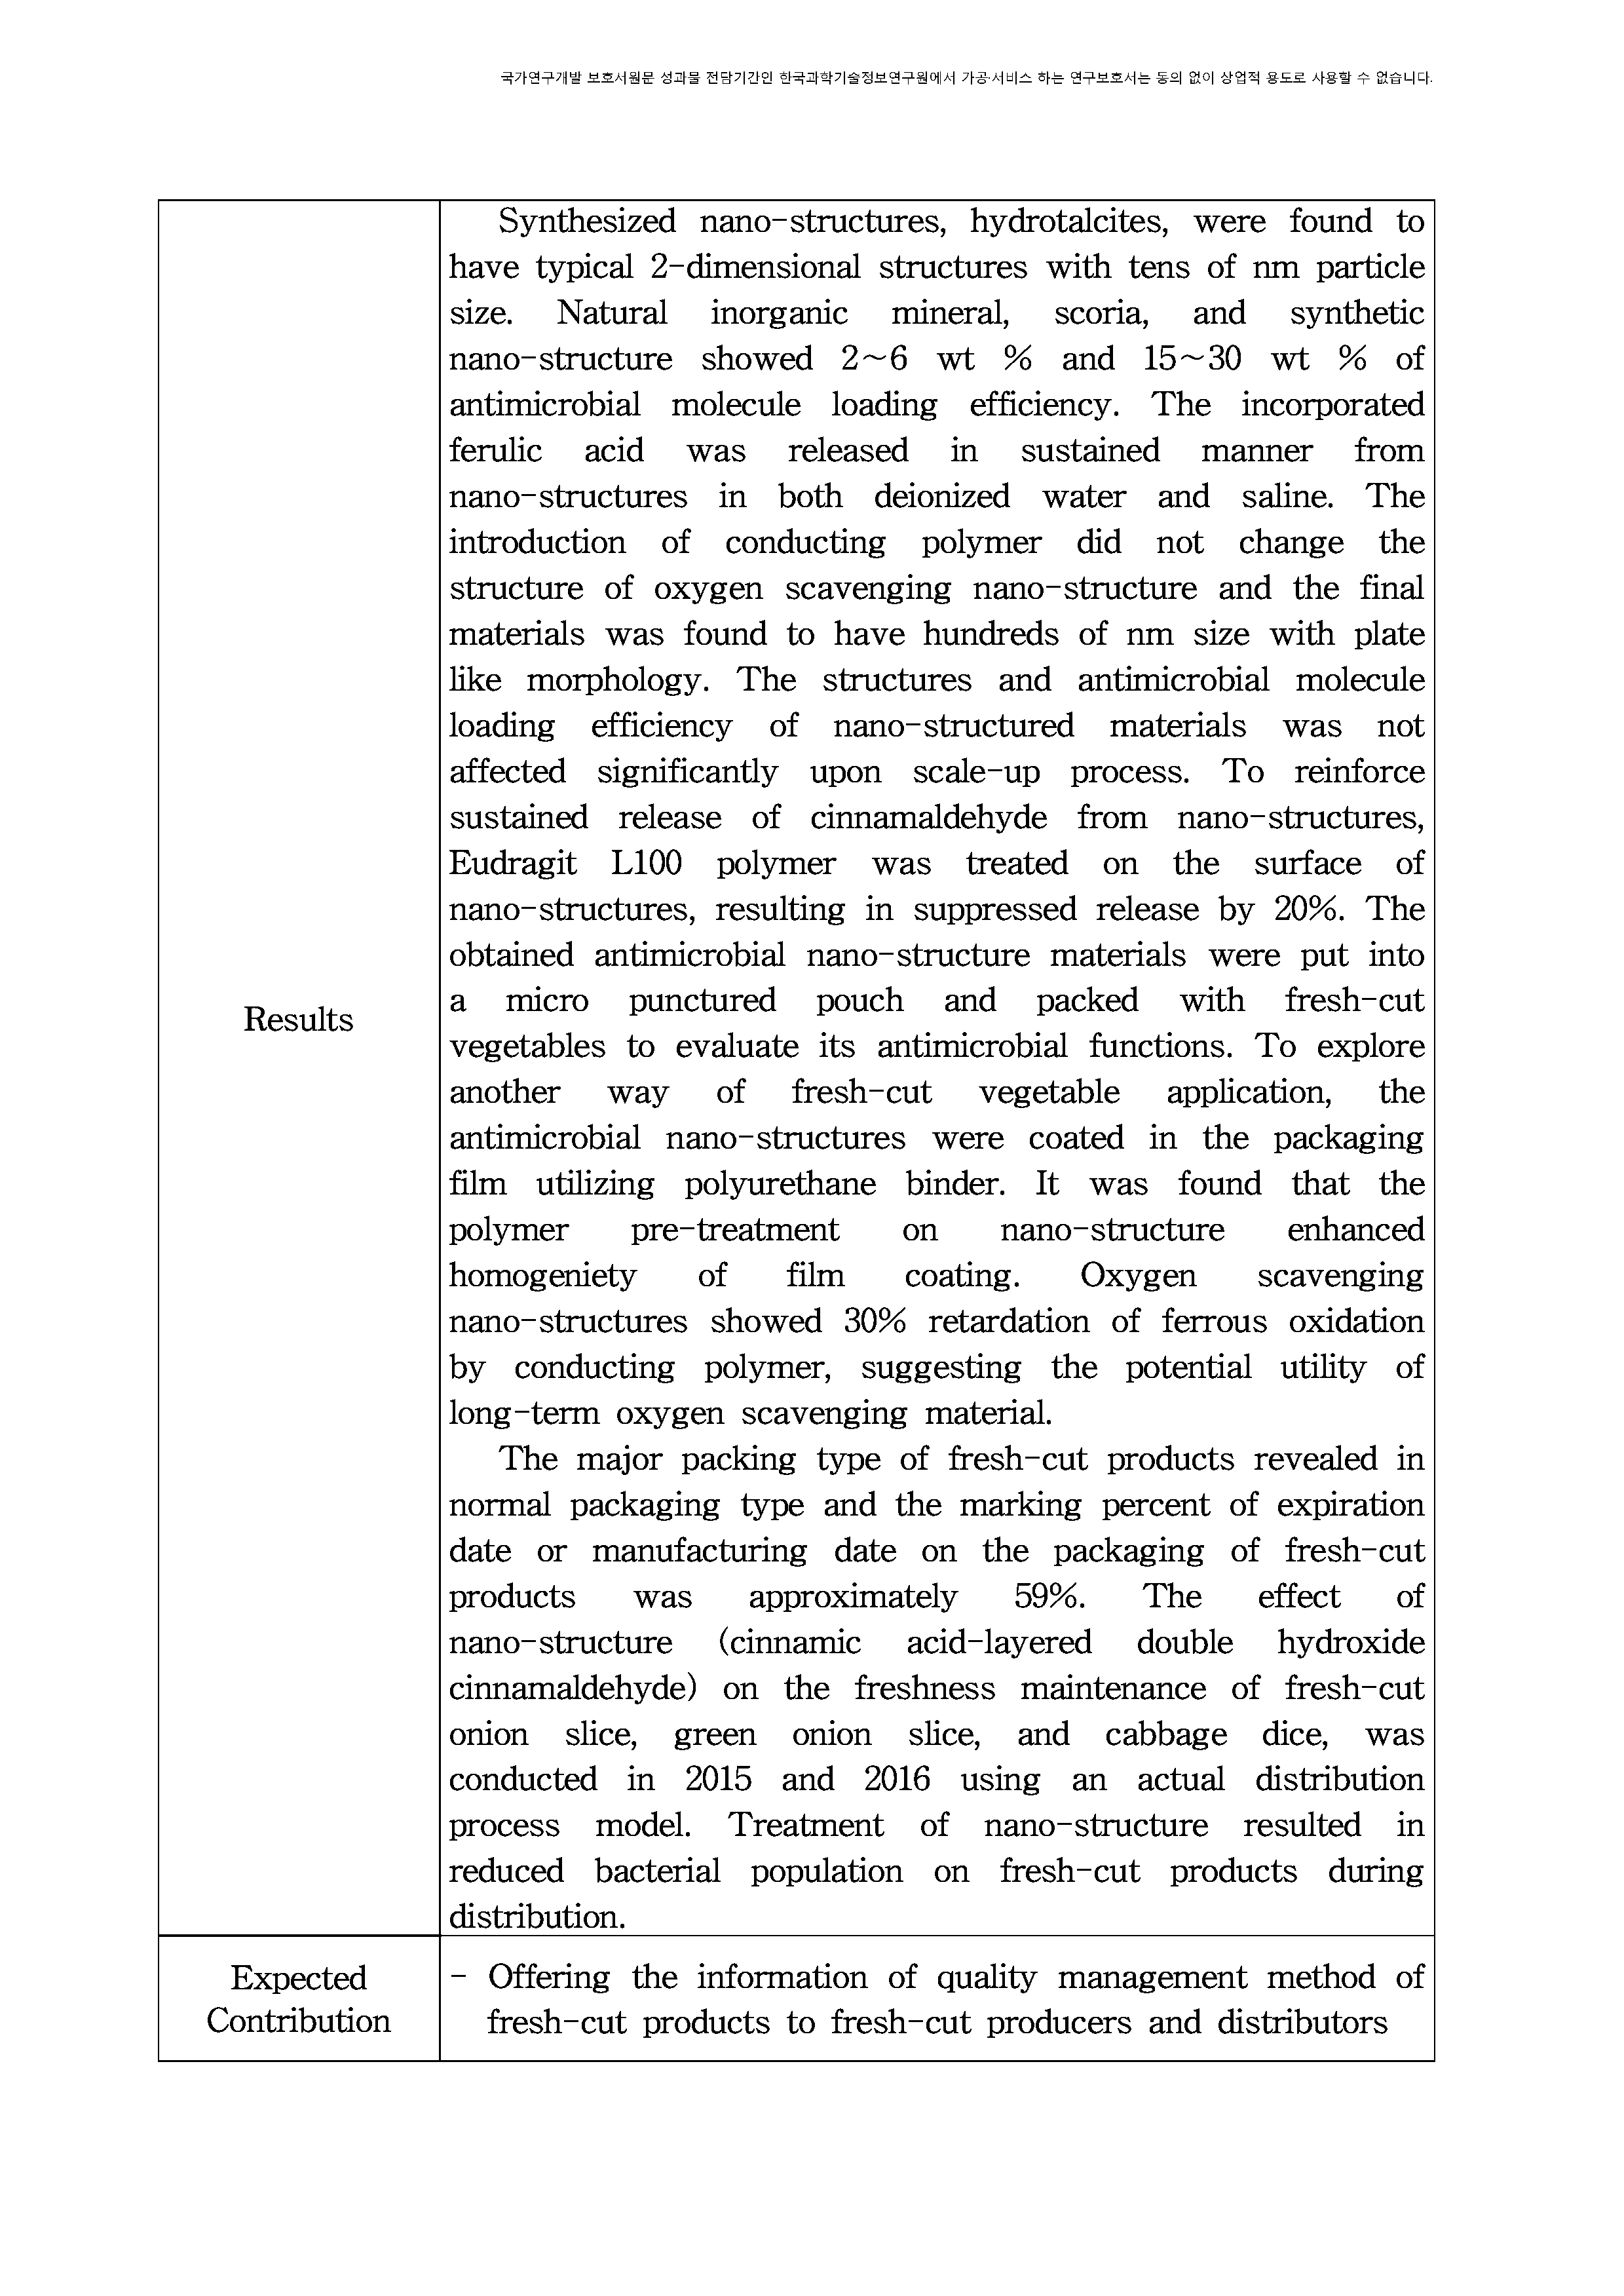 국가연구개발 보호서원문 성과물 전담기간인 한국과학기술정보연구원에서 가공·서비스 하는 연구보호서는 동의 없이 상업적 용도로 사용할 수 없습니다.
Synthesized nano-structures, hydrotalcites, were found to
have typical 2-dimensional structures with tens of nm particle
size. Natural inorganic mineral, scoria, and synthetic
nano-structure showed 2~6 wt % and 15~30 wt % of
antimicrobial molecule loading efficiency. The incorporated
ferulic acid was released in sustained manner from
nano-structures in both deionized water and saline. The
introduction of conducting polymer did not change the
structure of oxygen scavenging nano-structure and the final
materials was found to have hundreds of nm size with plate
like morphology. The structures and antimicrobial molecule
loading efficiency of nano-structured materials was not
affected significantly upon scale-up process. To reinforce
sustained release of cinnamaldehyde from nano-structures,
Eudragit L100 polymer was treated on the surface of
nano-structures, resulting in suppressed release by 20%. The
obtained antimicrobial nano-structure materials were put into
Results
a micro punctured pouch and packed with fresh-cut
vegetables to evaluate its antimicrobial functions. To explore
another way of fresh-cut vegetable application, the
antimicrobial nano-structures were coated in the packaging
film utilizing polyurethane binder. It was found that the
polymer pre-treatment on nano-structure enhanced
homogeniety of film coating. Oxygen scavenging
nano-structures showed 30% retardation of ferrous oxidation
by conducting polymer, suggesting the potential utility of
long-term oxygen scavenging material.
The major packing type of fresh-cut products revealed in
normal packaging type and the marking percent of expiration
date or manufacturing date on the packaging of fresh-cut
products was approximately 59%. The effect of
nano-structure (cinnamic acid-layered double hydroxide
cinnamaldehyde) on the freshness maintenance of fresh-cut
onion slice, green onion slice, and cabbage dice, was
conducted in 2015 and 2016 using an actual distribution
process model. Treatment of nano-structure resulted in
reduced bacterial population on fresh-cut products during
distribution.
Expected
Contribution
- Offering the information of quality management method of
fresh-cut products to fresh-cut producers and distributors